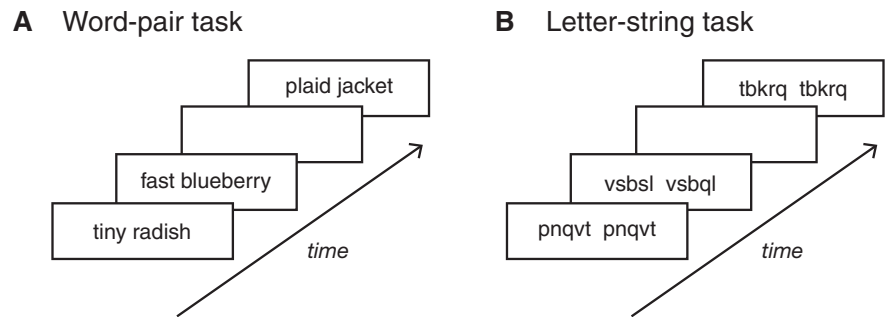 A Word-pair task
plaid jacket
fast blueberry
tiny radish
time
B Letter-string task
tbkrq tbkrq
vsbsl vsbql
pnqvt pnqvt
time